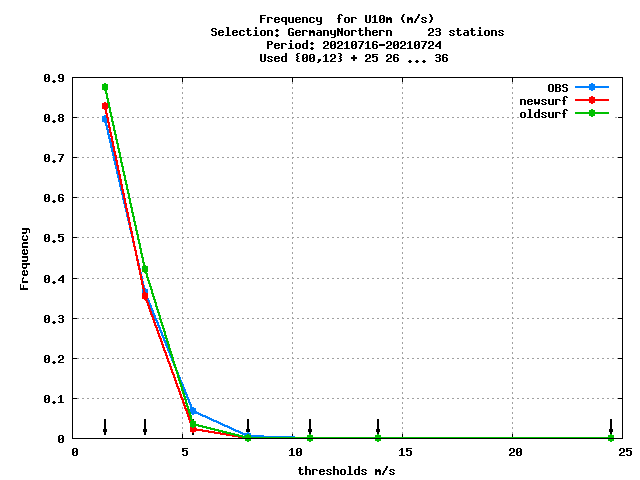 Frequency  for U10m (m/s)
Selection: GermanyNorthern     23 stations
Period: 20210716-20210724
Used {00,12} + 25 26 ... 36
0.9
0.8
0.7
0.6
0.5
0.4
0.3
0.2
0.1
0
Frequency
OBS
newsurf
oldsurf
0 5 10 15 20 25
thresholds m/s